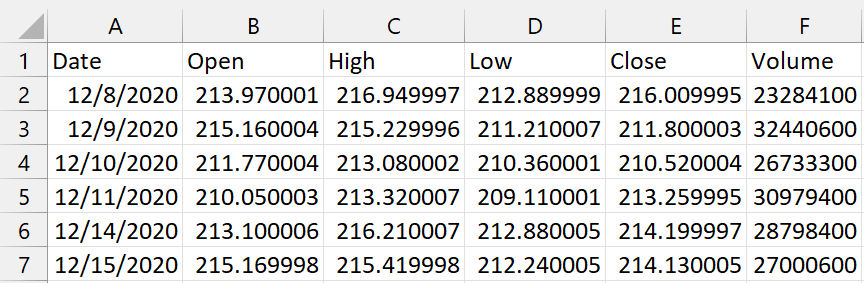 A B C D E F
1 Date Open High Low Close Volume
2 12/8/2020 213.970001 216.949997 212.889999 216.009995 23284100
3 12/9/2020 215.160004 215.229996 211.210007 211.800003 32440600
4 12/10/2020 211.770004 213.080002 210.360001 210.520004 26733300
5 12/11/2020 210.050003 213.320007 209.110001 213.259995 30979400
6 12/14/2020 213.100006 216.210007 212.880005 214.199997 28798400
7 12/15/2020 215.169998 215.419998 212.240005 214.130005 27000600